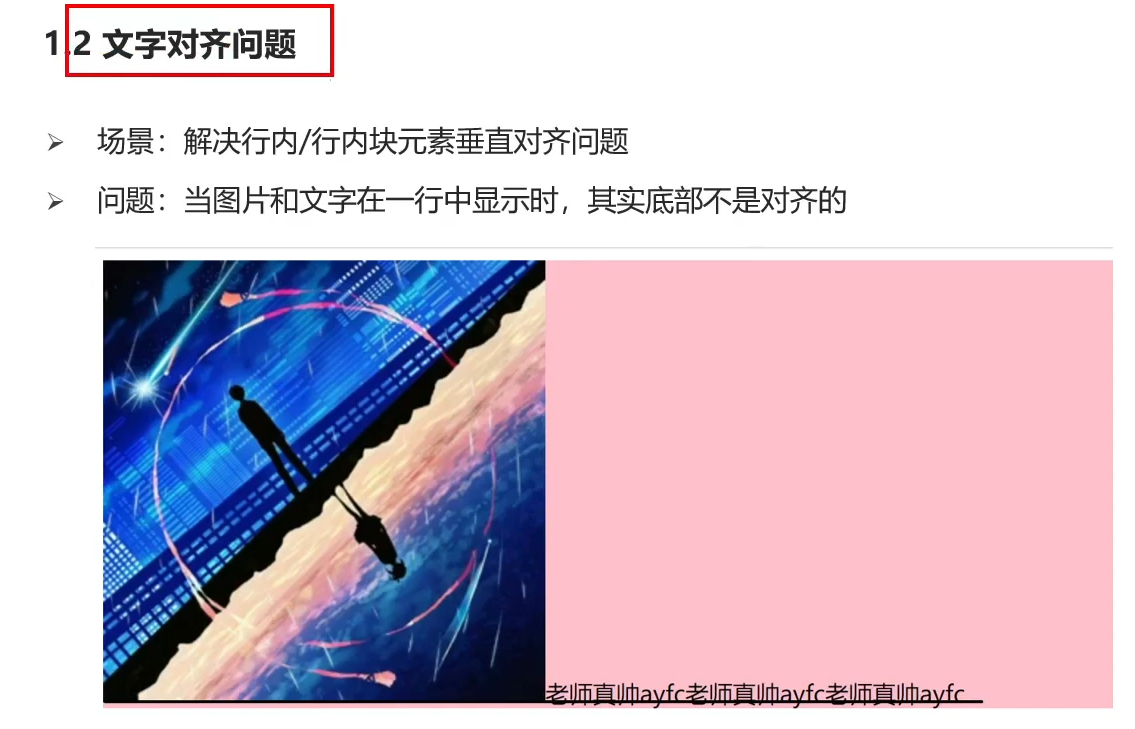 1.2 文字对齐问题
➢ 场景：解决行内/行内块元素垂直对齐问题
➢ 问题：当图片和文字在一行中显示时，其实底部不是对齐的
老师真帅ayfc老师真帅ayfc老师真帅ayfc